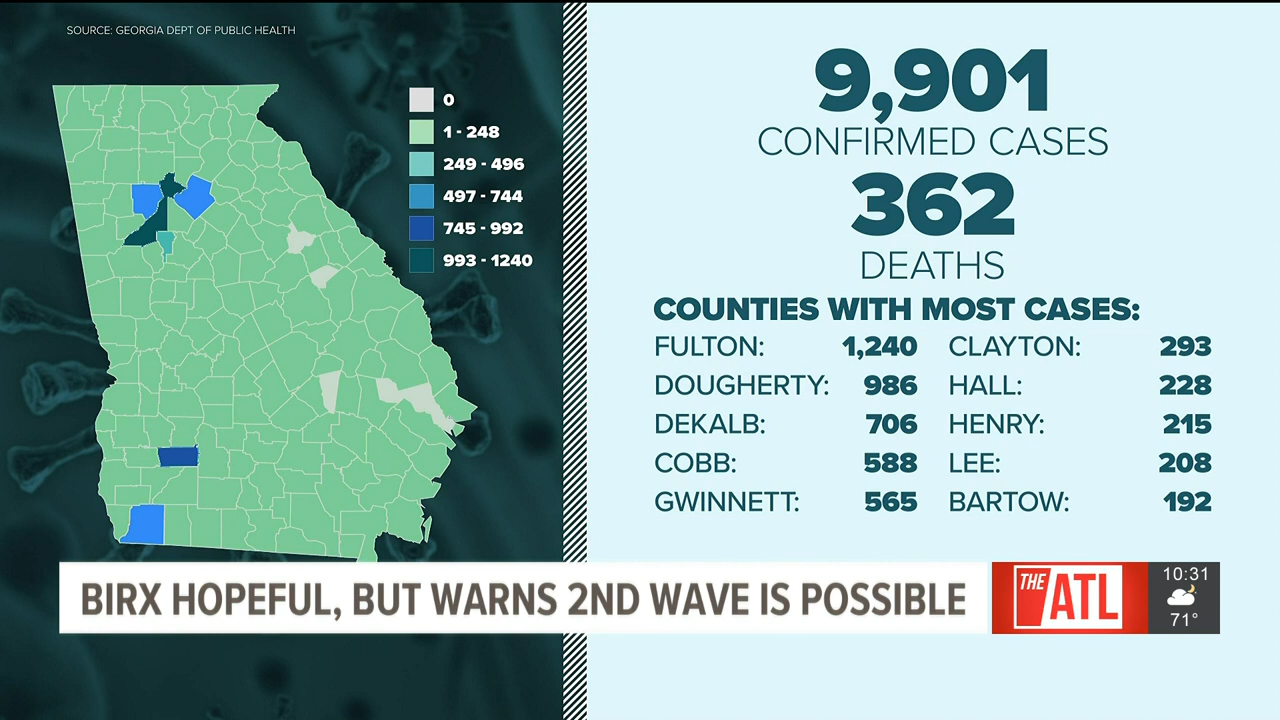 SOURCE: GEORGIA DEPT OF PUBLIC HEALTH
0
1 - 248
249 - 496
497 - 744
745 - 992
993 - 1240
9,901
CONFIRMED CASES
362
DEATHS
COUNTIES WITH MOST CASES:
FULTON: 1,240 CLAYTON: 293
DOUGHERTY: 986 HALL: 228
DEKALB: 706 HENRY: 215
COBB: 588 LEE: 208
GWINNETT: 565 BARTOW: 192
BIRX HOPEFUL, BUT WARNS 2ND WAVE IS POSSIBLE
THE ATL
10:31
71°